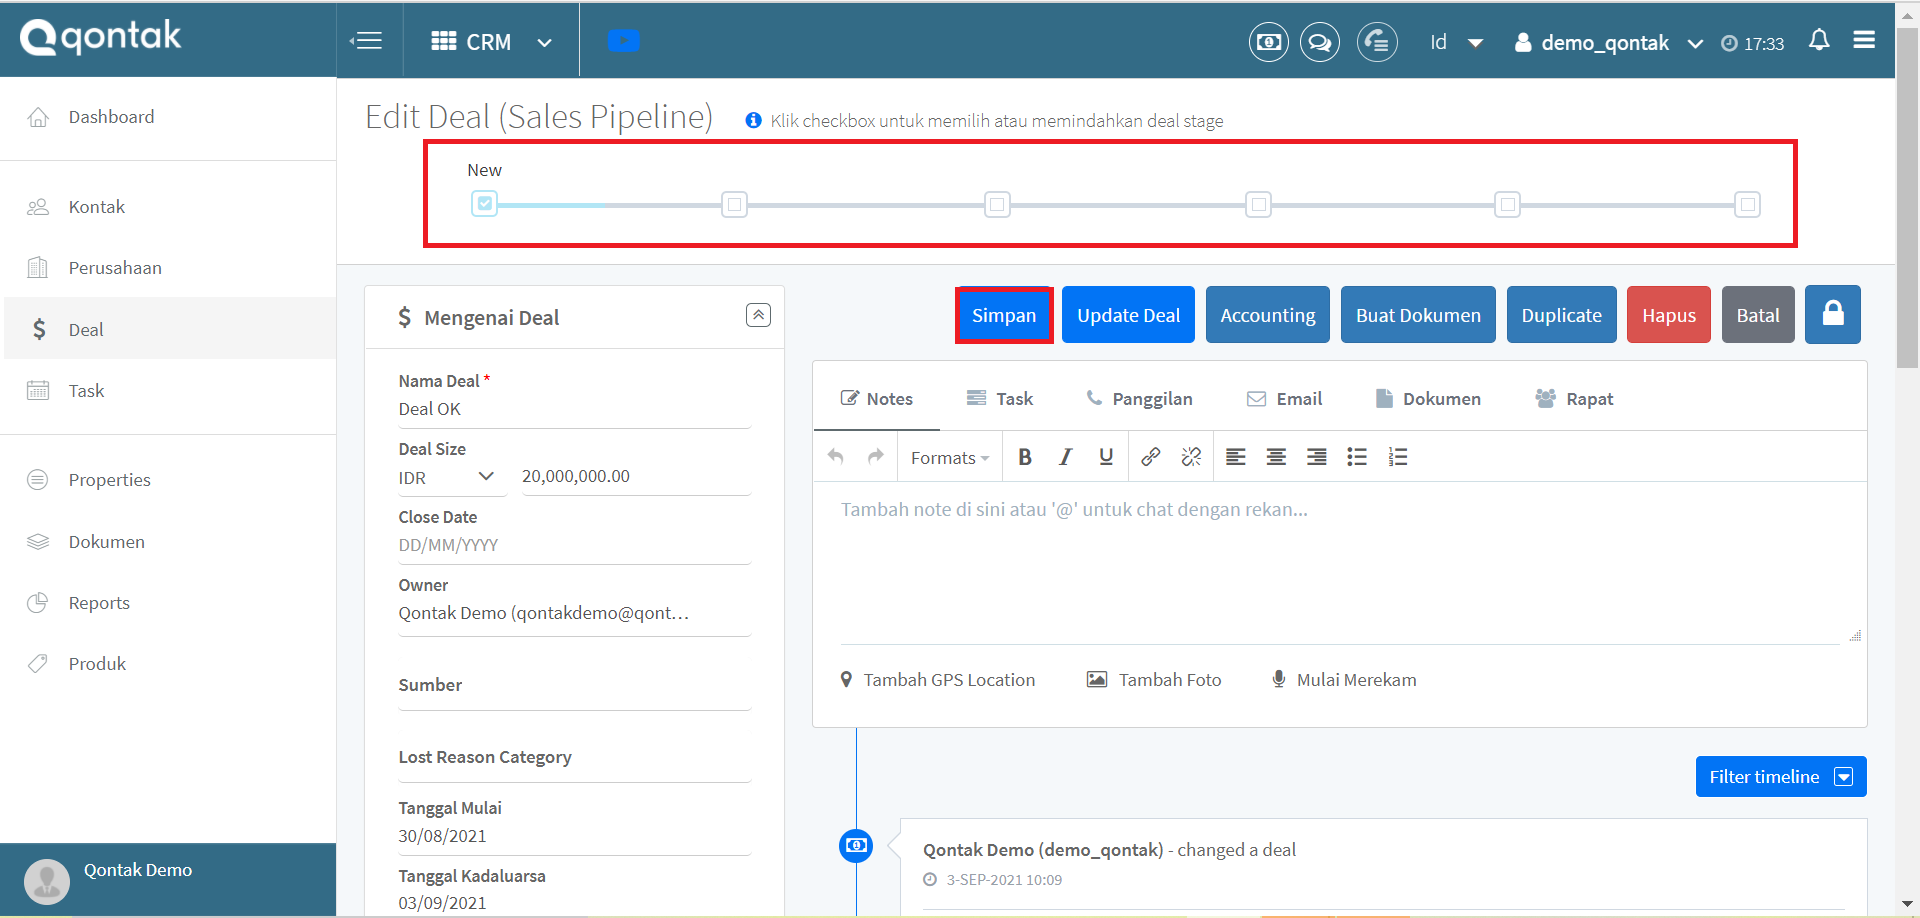 qontak
CRM
Id
demo_qontak
17:33
Dashboard
Kontak
Perusahaan
Deal
Task
Properties
Dokumen
Reports
Produk
Qontak Demo
Edit Deal (Sales Pipeline)
Klik checkbox untuk memilih atau memindahkan deal stage
New
Mengenai Deal
Nama Deal *
Deal OK
Deal Size
IDR 20,000,000.00
Close Date
DD/MM/YYYY
Owner
Qontak Demo (qontakdemo@qont...
Sumber
Lost Reason Category
Tanggal Mulai
30/08/2021
Tanggal Kadaluarsa
03/09/2021
Simpan Update Deal Accounting Buat Dokumen Duplicate Hapus Batal
Notes Task Panggilan Email Dokumen Rapat
Formats
Tambah note di sini atau '@' untuk chat dengan rekan...
Tambah GPS Location Tambah Foto Mulai Merekam
Filter timeline
Qontak Demo (demo_qontak) - changed a deal
3-SEP-2021 10:09